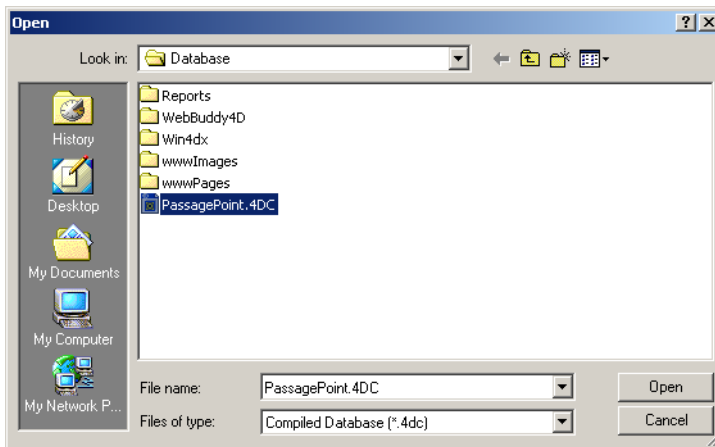 Open
Look in: Database
History
Desktop
My Documents
My Computer
My Network P...
Reports
WebBuddy4D
Win4dx
wwwImages
wwwPages
PassagePoint.4DC
File name: PassagePoint.4DC Open
Files of type: Compiled Database (*.4dc) Cancel